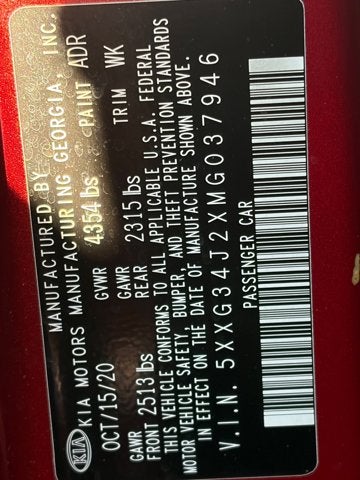 MANUFACTURED BY
KIA KIA MOTORS MANUFACTURING GEORGIA, INC.
OCT/15/20 GVWR 4354 lbs PAINT ADR
GAWR FRONT 2513 lbs GAWR REAR 2315 lbs TRIM WK
THIS VEHICLE CONFORMS TO ALL APPLICABLE U.S.A. FEDERAL
MOTOR VEHICLE SAFETY, BUMPER, AND THEFT PREVENTION STANDARDS
IN EFFECT ON THE DATE OF MANUFACTURE SHOWN ABOVE.
V.I.N. 5XXG34J2XMG037946
PASSENGER CAR